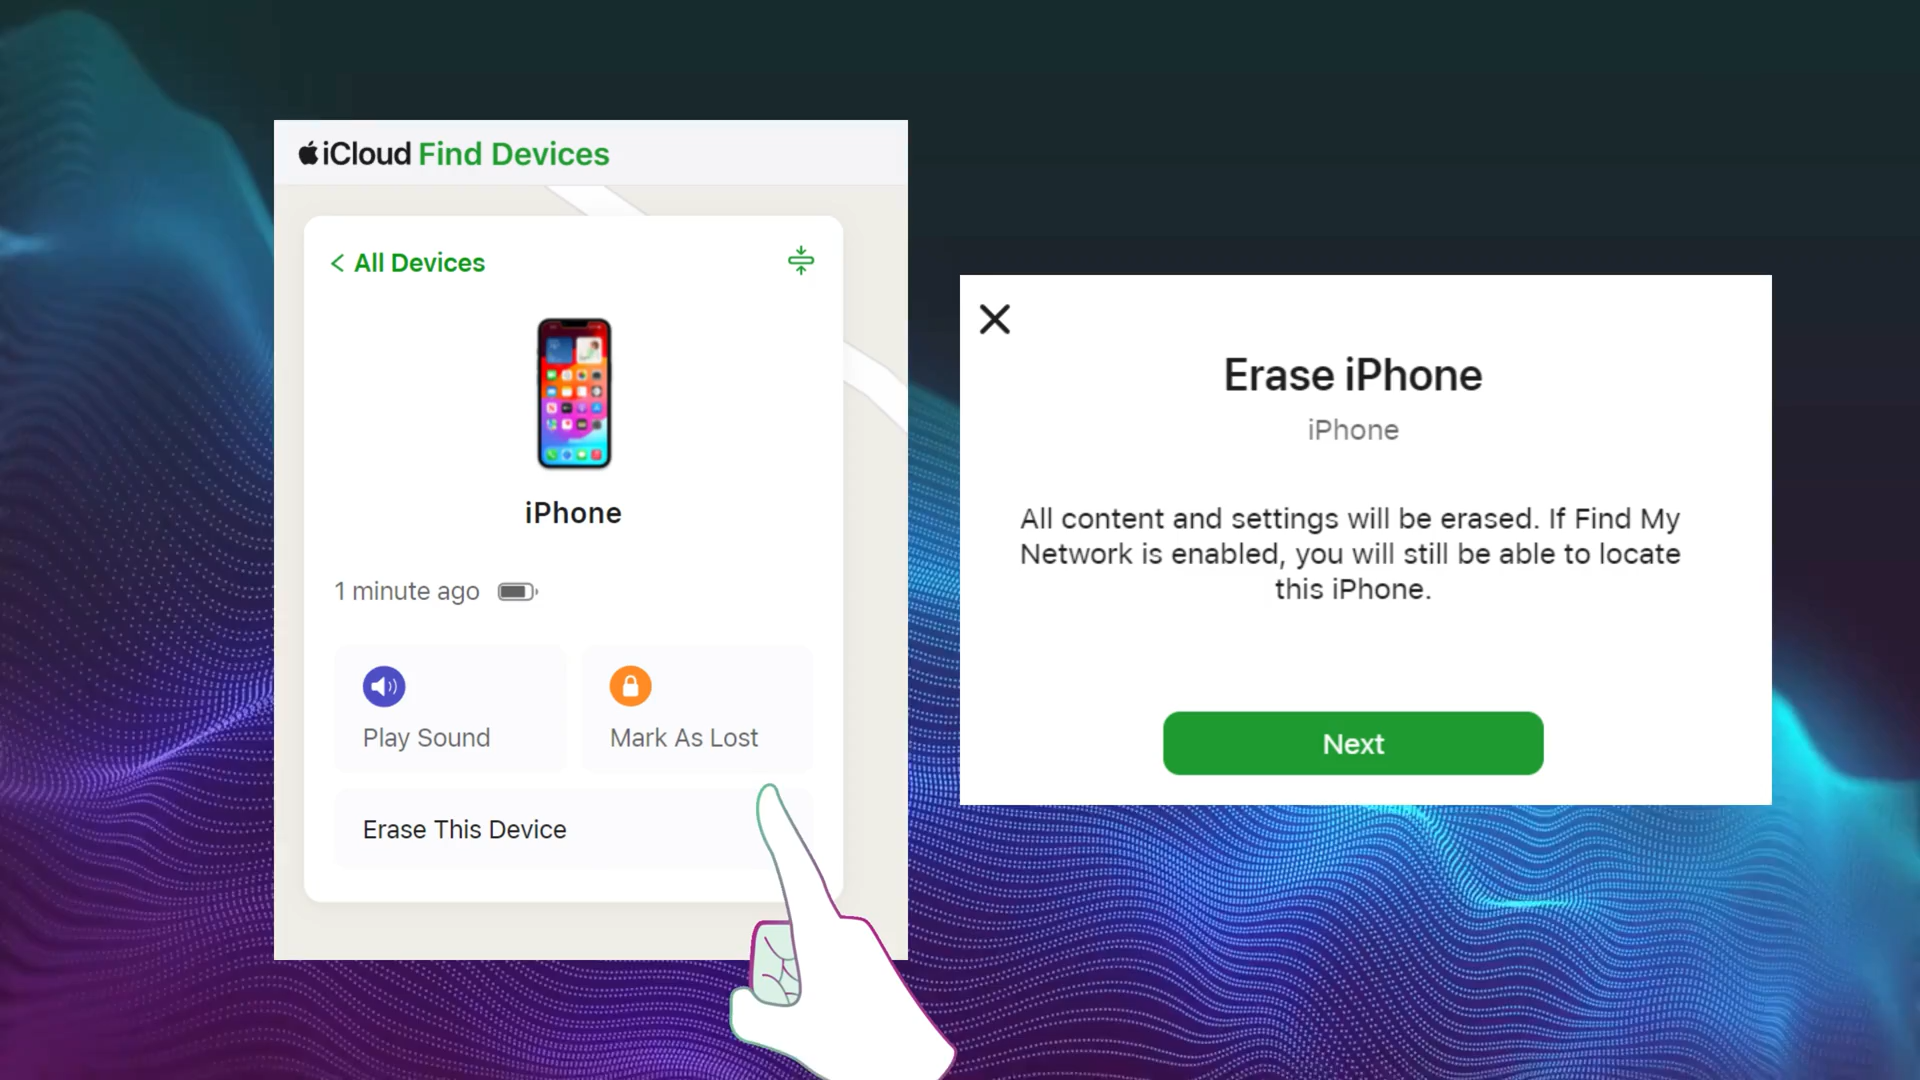 iCloud Find Devices
All Devices
iPhone
1 minute ago
Play Sound
Mark As Lost
Erase This Device
Erase iPhone
iPhone
All content and settings will be erased. If Find My
Network is enabled, you will still be able to locate
this iPhone.
Next